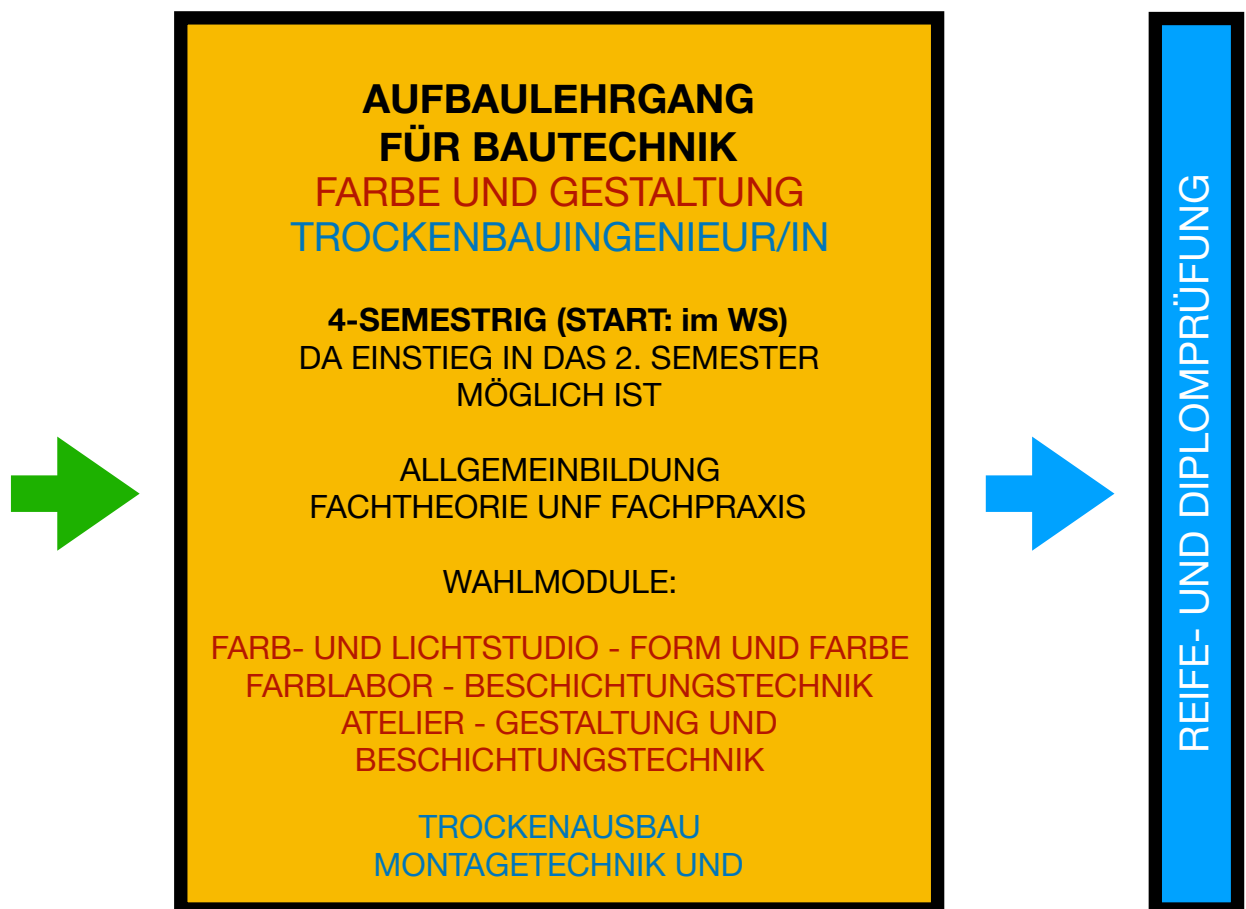 AUFBAULEHRGANG
FÜR BAUTECHNIK
FARBE UND GESTALTUNG
TROCKENBAUINGENIEUR/IN
4-SEMESTRIG (START: im WS)
DA EINSTIEG IN DAS 2. SEMESTER
MÖGLICH IST
ALLGEMEINBILDUNG
FACHTHEORIE UNF FACHPRAXIS
WAHLMODULE:
FARB- UND LICHTSTUDIO - FORM UND FARBE
FARBLABOR - BESCHICHTUNGSTECHNIK
ATELIER - GESTALTUNG UND
BESCHICHTUNGSTECHNIK
TROCKENAUSBAU
MONTAGETECHNIK UND
REIFE- UND DIPLOMPRÜFUNG